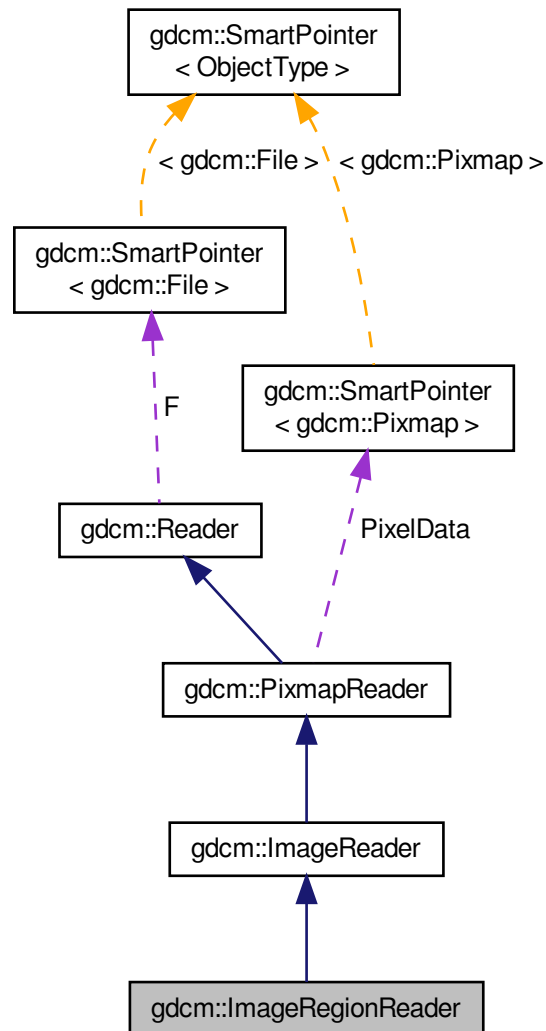 gdcm::SmartPointer
< ObjectType >
< gdcm::File >
< gdcm::Pixmap >
gdcm::SmartPointer
< gdcm::File >
gdcm::SmartPointer
< gdcm::Pixmap >
F
gdcm::Reader
PixelData
gdcm::PixmapReader
gdcm::ImageReader
gdcm::ImageRegionReader